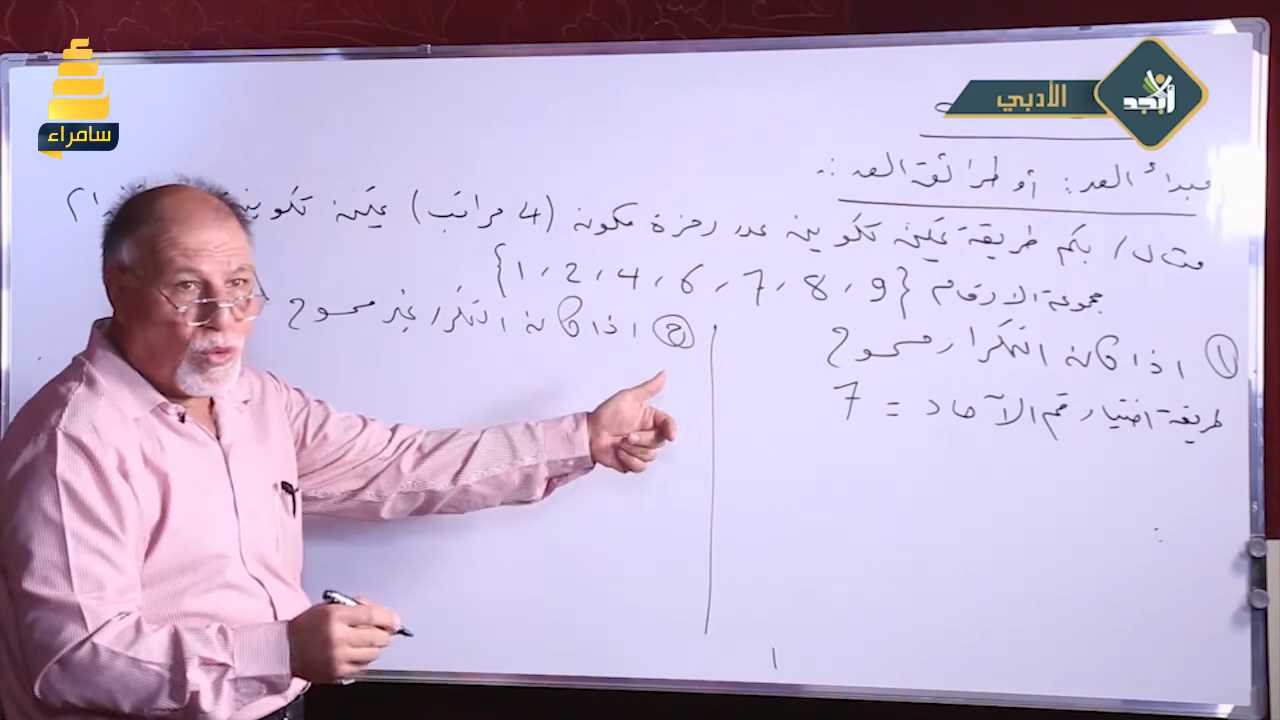 سامراء
الأدبي
أبجد
مبدأ العد: أو طرائق العد:
مثال/ بكم طريقة يمكن تكوين عدد رمزه مكون (4 مراتب) يمكن
مجموعة الارقام {1، 2، 4، 6، 7، 8، 9}
① اذا كان التكرار مسموح
طريقة اختيار رقم الآحاد = 7
② اذا كان التكرار غير مسموح